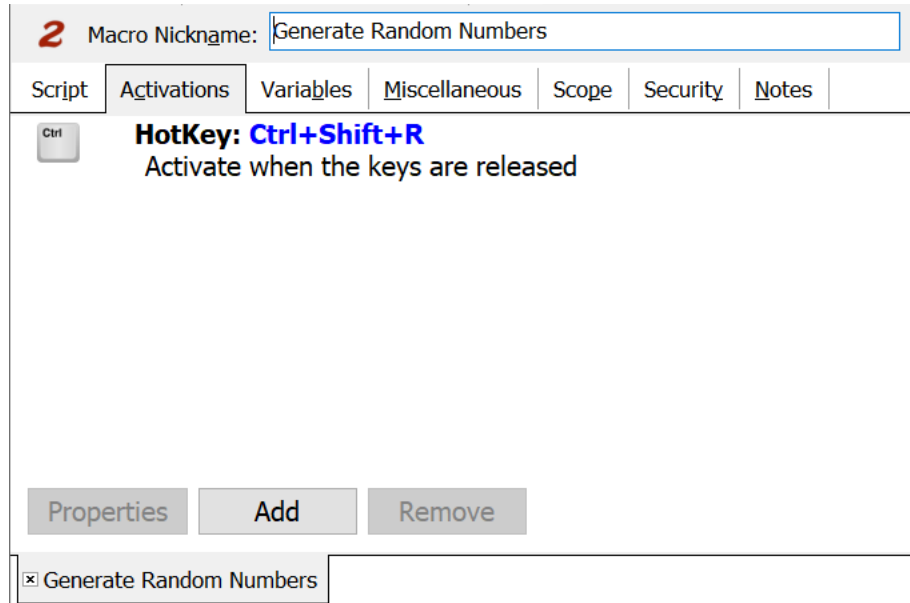 2 Macro Nickname: Generate Random Numbers
Script Activations Variables Miscellaneous Scope Security Notes
Ctrl HotKey: Ctrl+Shift+R
Activate when the keys are released
Properties Add Remove
Generate Random Numbers